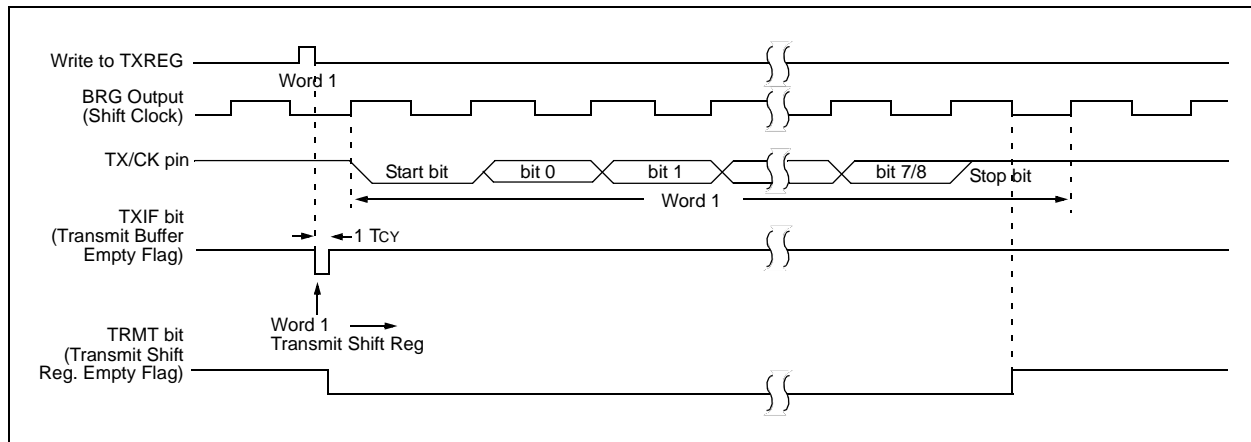 Write to TXREG
Word 1
BRG Output
(Shift Clock)
TX/CK pin
Start bit
bit 0
bit 1
bit 7/8
Stop bit
Word 1
TXIF bit
(Transmit Buffer
Empty Flag)
1 TCY
Word 1
Transmit Shift Reg
TRMT bit
(Transmit Shift
Reg. Empty Flag)